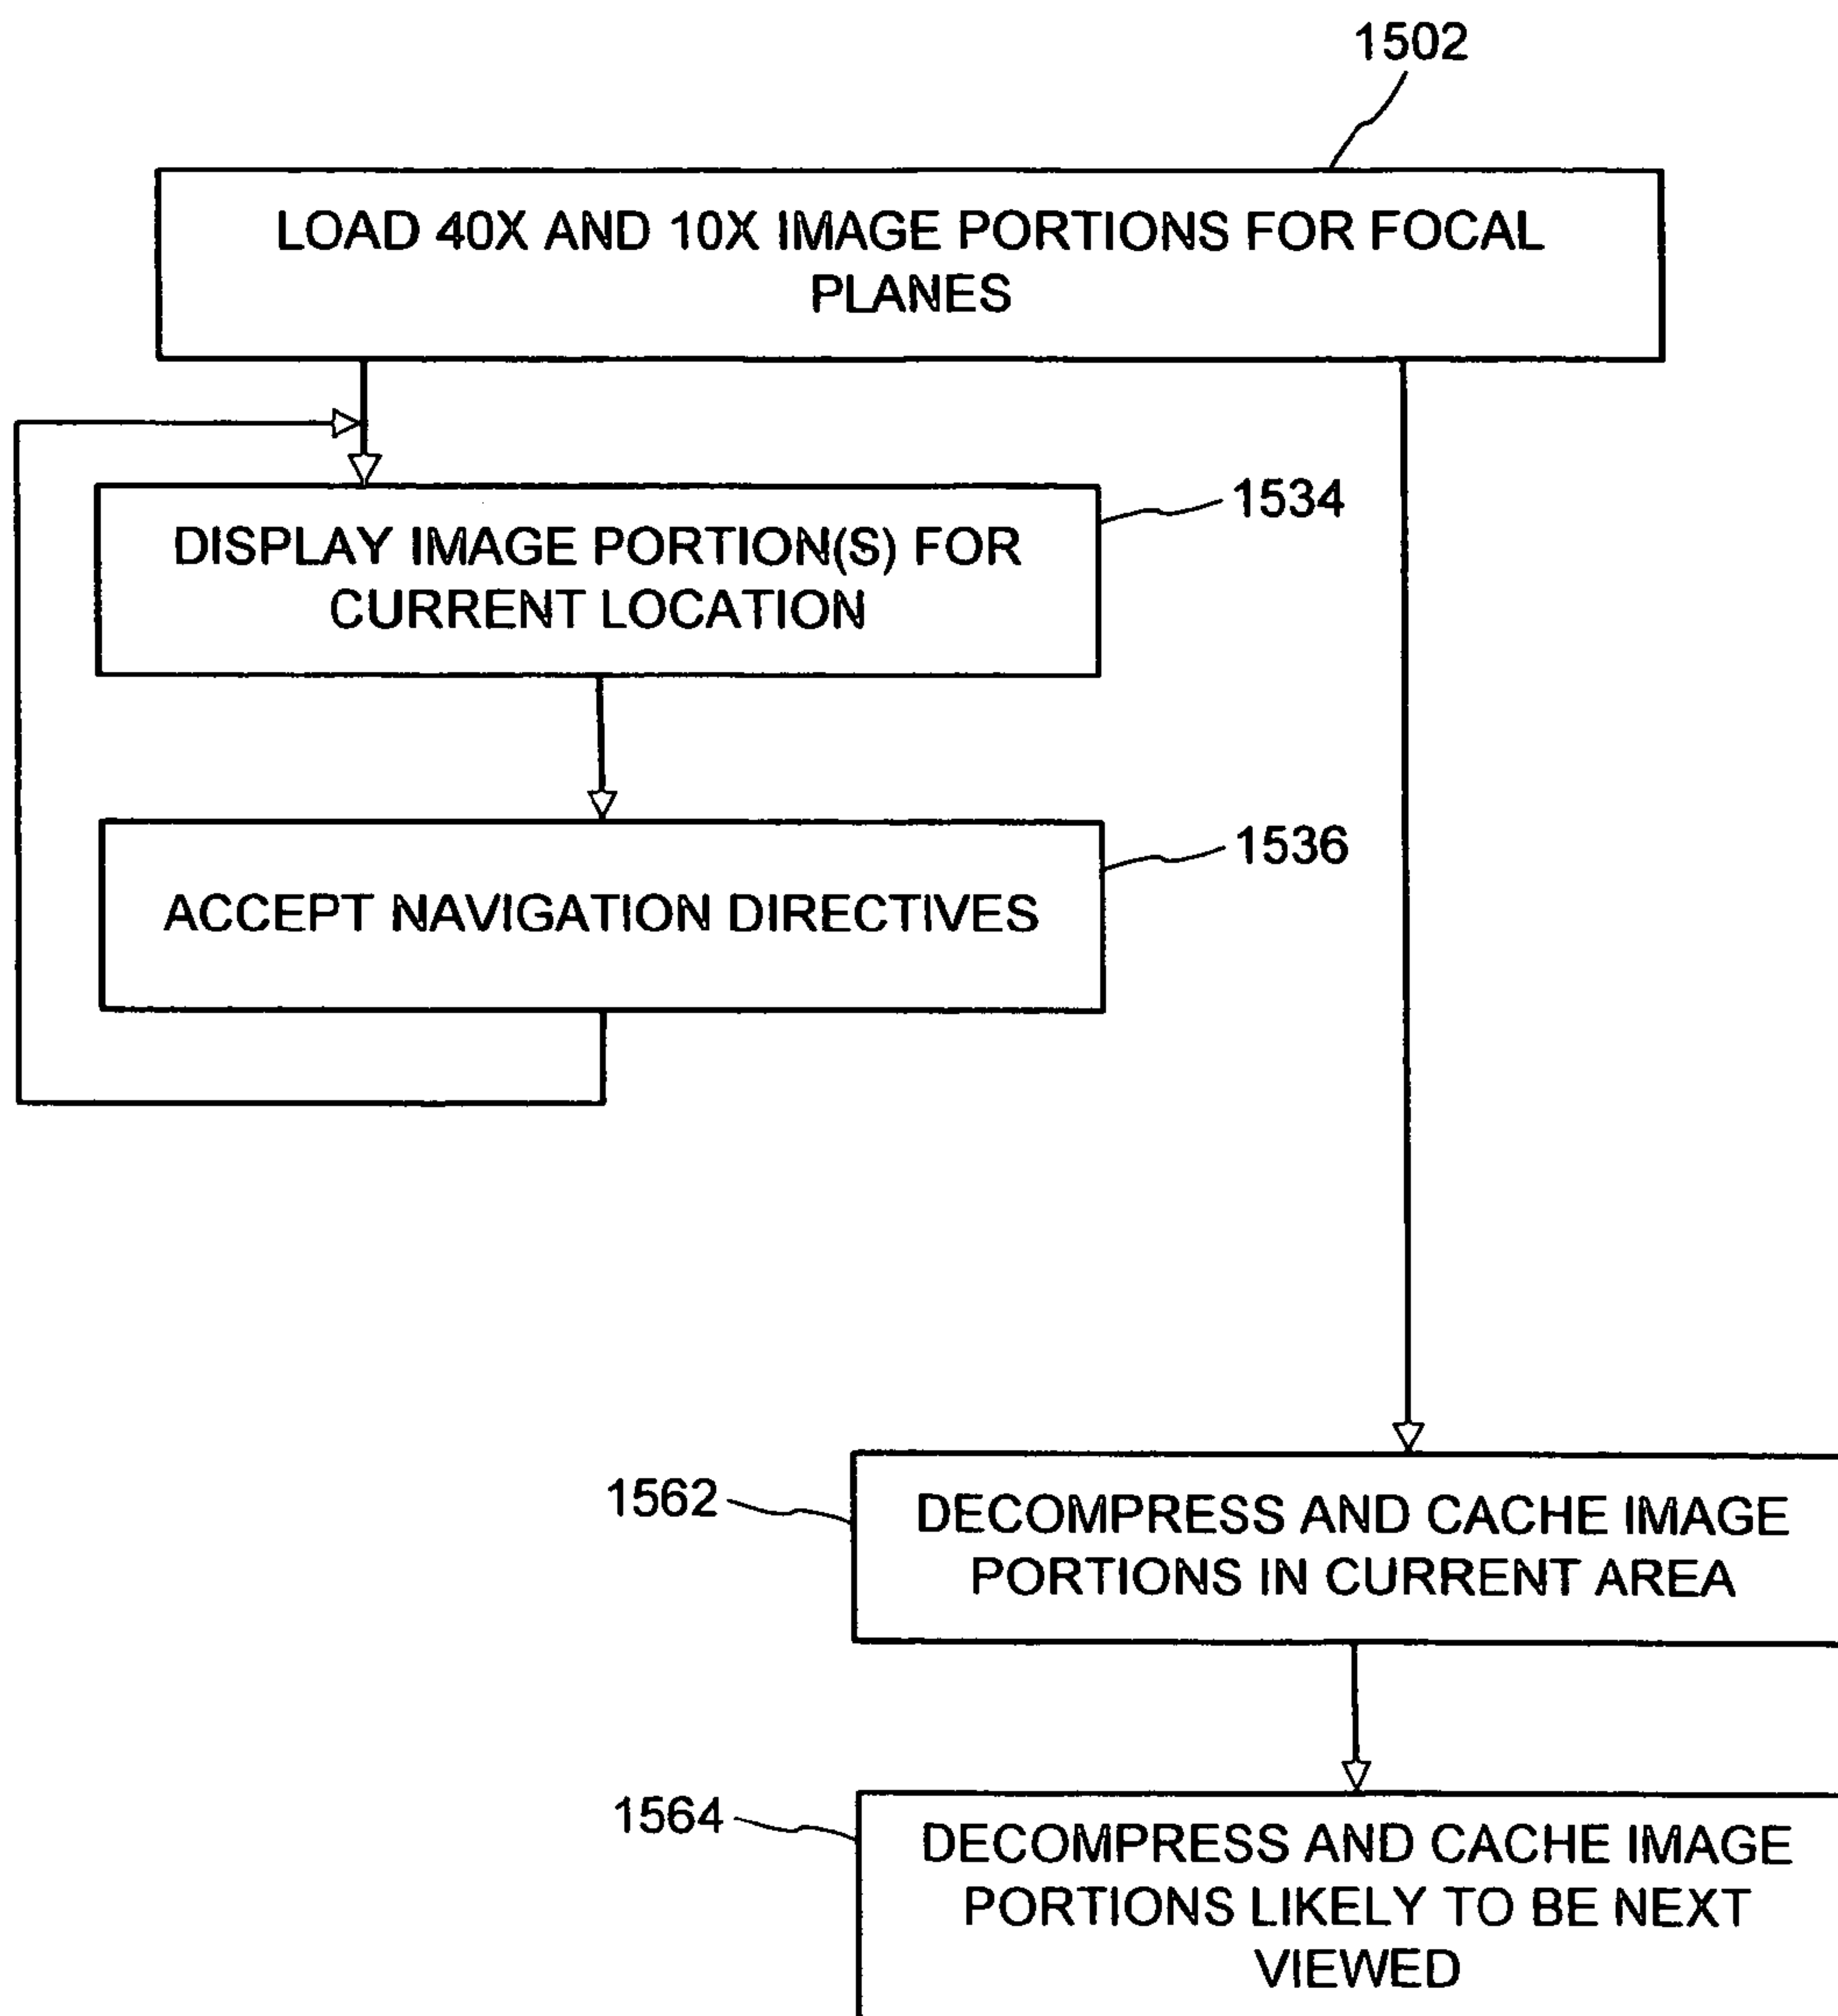 1502
LOAD 40X AND 10X IMAGE PORTIONS FOR FOCAL
PLANES
1534
DISPLAY IMAGE PORTION(S) FOR
CURRENT LOCATION
1536
ACCEPT NAVIGATION DIRECTIVES
1562
DECOMPRESS AND CACHE IMAGE
PORTIONS IN CURRENT AREA
1564
DECOMPRESS AND CACHE IMAGE
PORTIONS LIKELY TO BE NEXT
VIEWED